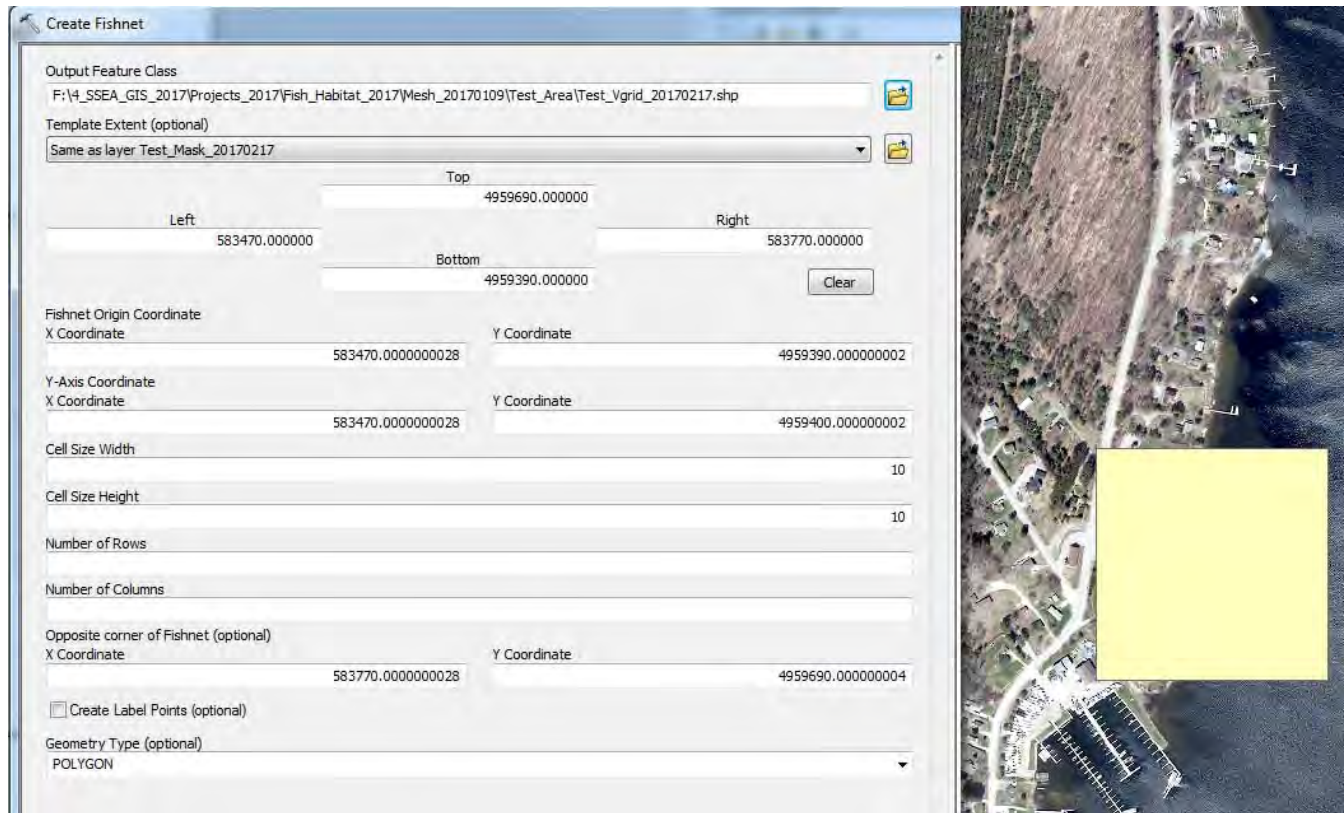 Create Fishnet
Output Feature Class
F:\4_SSEA_GIS_2017\Projects_2017\Fish_Habitat_2017\Mesh_20170109\Test_Area\Test_Vgrid_20170217.shp
Template Extent (optional)
Same as layer Test_Mask_20170217
Top
4959690.000000
Left Right
583470.000000 583770.000000
Bottom
4959390.000000 Clear
Fishnet Origin Coordinate
X Coordinate Y Coordinate
583470.0000000028 4959390.000000002
Y-Axis Coordinate
X Coordinate Y Coordinate
583470.0000000028 4959400.000000002
Cell Size Width
10
Cell Size Height
10
Number of Rows
Number of Columns
Opposite corner of Fishnet (optional)
X Coordinate Y Coordinate
583770.0000000028 4959690.000000004
Create Label Points (optional)
Geometry Type (optional)
POLYGON